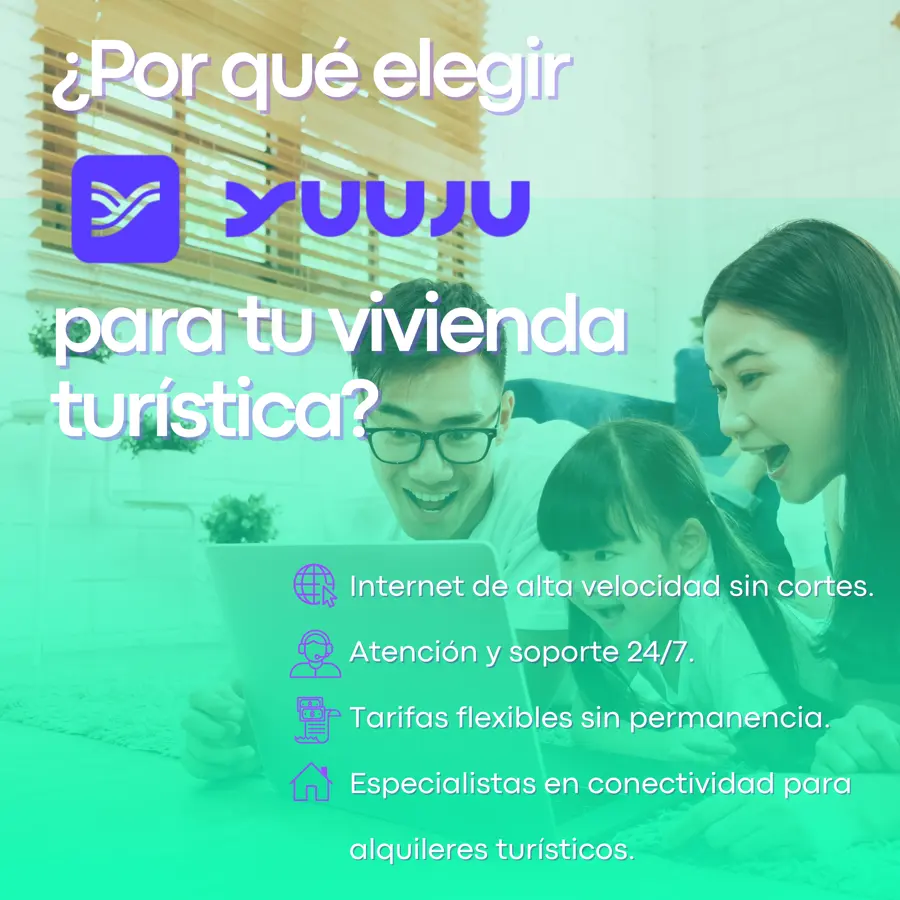 ¿Por qué elegir
YUUJU
para tu vivienda
turística?
Internet de alta velocidad sin cortes.
Atención y soporte 24/7.
Tarifas flexibles sin permanencia.
Especialistas en conectividad para
alquileres turísticos.